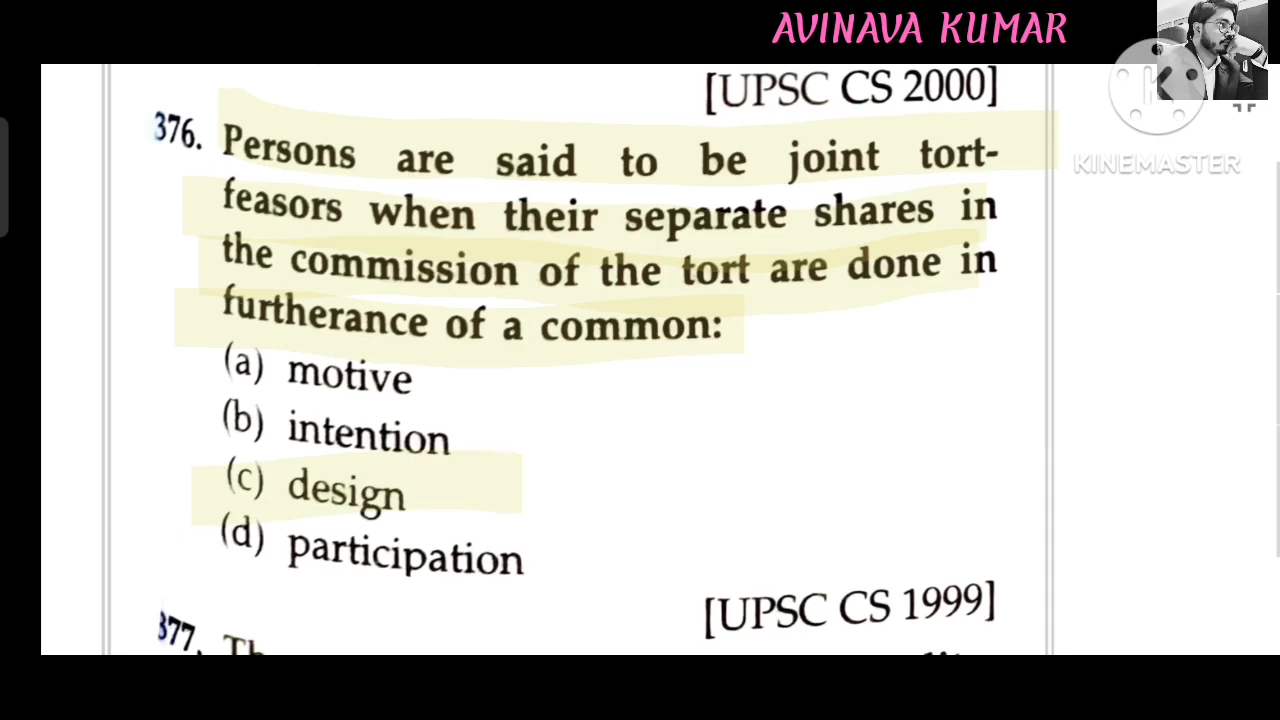 AVINAVA KUMAR
[UPSC CS 2000]
KINEMASTER
376. Persons are said to be joint tort-
feasors when their separate shares in
the commission of the tort are done in
furtherance of a common:
(a) motive
(b) intention
(c) design
(d) participation
[UPSC CS 1999]
377. Th